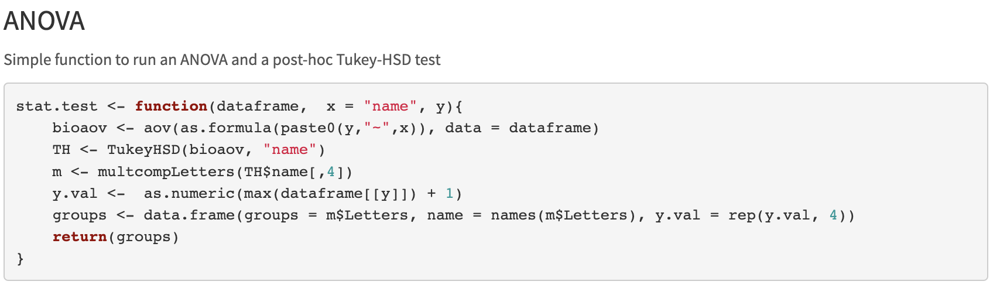 ANOVA
Simple function to run an ANOVA and a post-hoc Tukey-HSD test
stat.test <- function(dataframe,  x = "name", y){
    bioaov <- aov(as.formula(paste0(y,"~",x)), data = dataframe)
    TH <- TukeyHSD(bioaov, "name")
    m <- multcompLetters(TH$name[,4])
    y.val <-  as.numeric(max(dataframe[[y]]) + 1)
    groups <- data.frame(groups = m$Letters, name = names(m$Letters), y.val = rep(y.val, 4))
    return(groups)
}